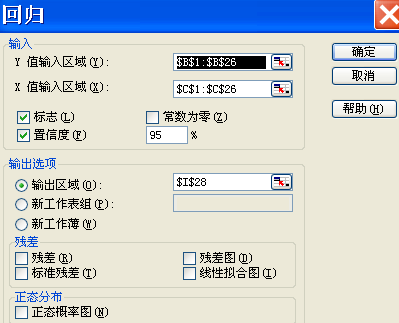 回归
输入
Y 值输入区域(Y): $B$1:$B$26 确定
X 值输入区域(X): $C$1:$C$26 取消
标志(L) 常数为零(Z) 帮助(H)
置信度(F) 95 %
输出选项
输出区域(O): $I$28
新工作表组(P):
新工作薄(W)
残差
残差(R) 残差图(D)
标准残差(T) 线性拟合图(I)
正态分布
正态概率图(N)